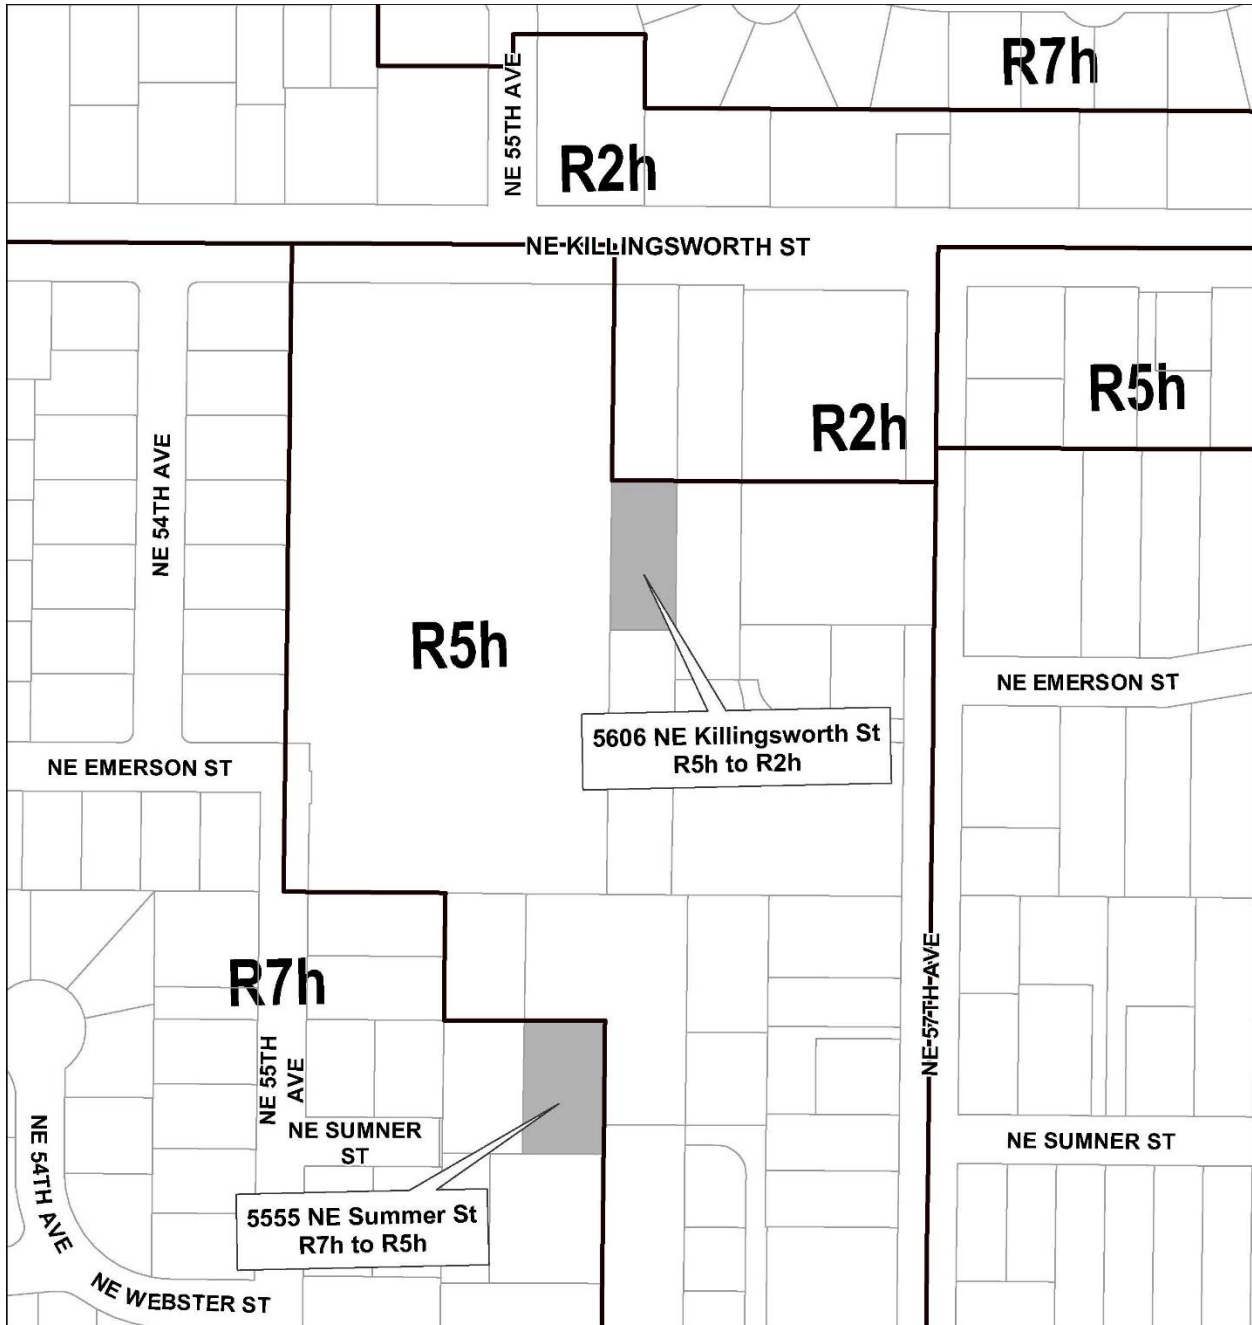 R7h
NE 55TH AVE
R2h
NE KILLINGSWORTH ST
R5h
R2h
NE 54TH AVE
R5h
NE EMERSON ST
5606 NE Killingsworth St
R5h to R2h
NE EMERSON ST
NE 57TH AVE
R7h
NE 55TH
AVE
NE SUMNER
ST
NE SUMNER ST
NE 54TH AVE
5555 NE Summer St
R7h to R5h
NE WEBSTER ST